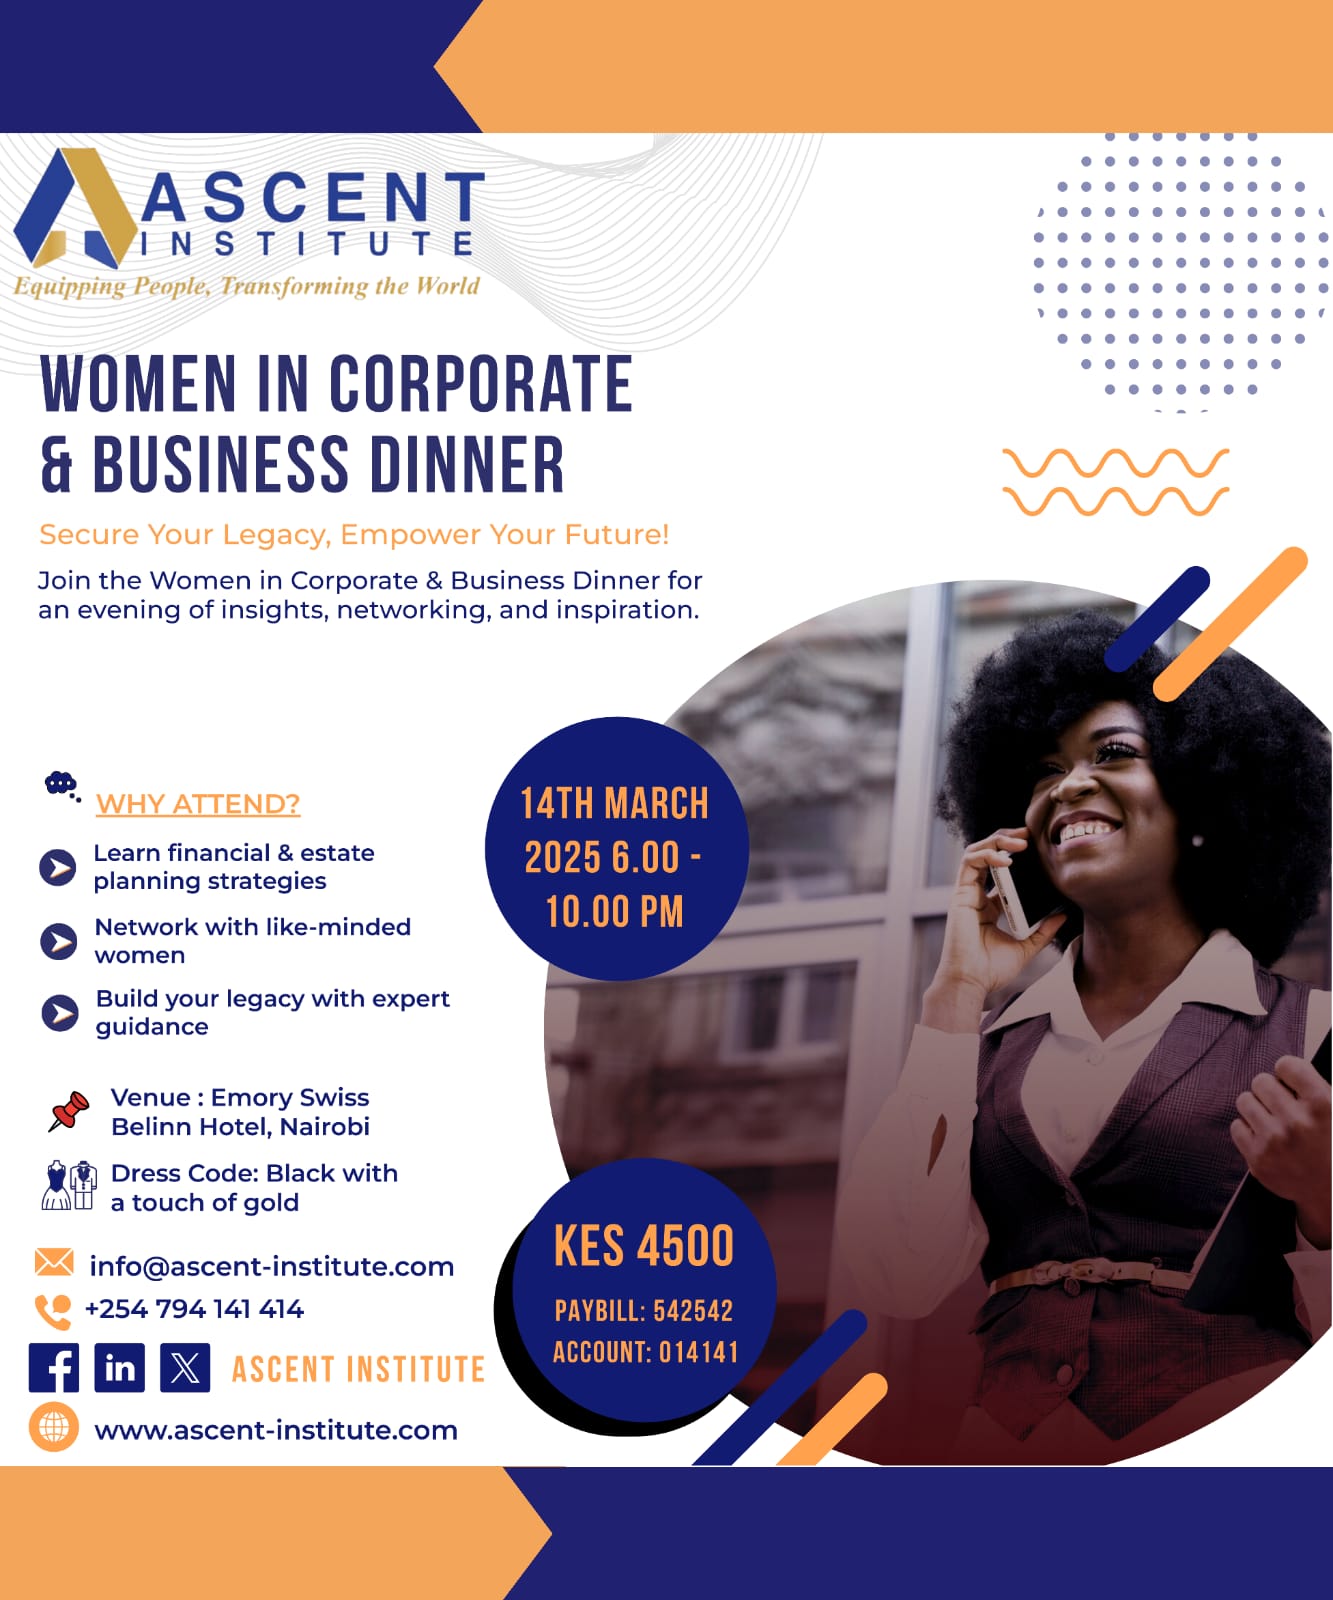 ASCENT
INSTITUTE
Equipping People, Transforming the World
WOMEN IN CORPORATE
& BUSINESS DINNER
Secure Your Legacy, Empower Your Future!
Join the Women in Corporate & Business Dinner for
an evening of insights, networking, and inspiration.
WHY ATTEND?
Learn financial & estate
planning strategies
Network with like-minded
women
Build your legacy with expert
guidance
14TH MARCH
2025 6.00 -
10.00 PM
Venue : Emory Swiss
Belinn Hotel, Nairobi
Dress Code: Black with
a touch of gold
info@ascent-institute.com
+254 794 141 414
ASCENT INSTITUTE
www.ascent-institute.com
KES 4500
PAYBILL: 542542
ACCOUNT: 014141